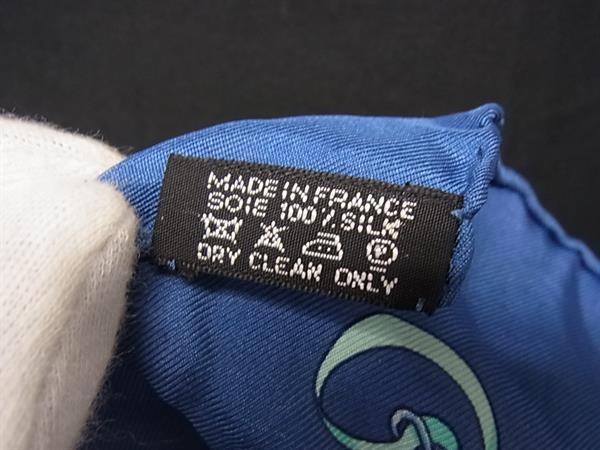 MADE IN FRANCE
SOIE 100% SILK
P
DRY CLEAN ONLY